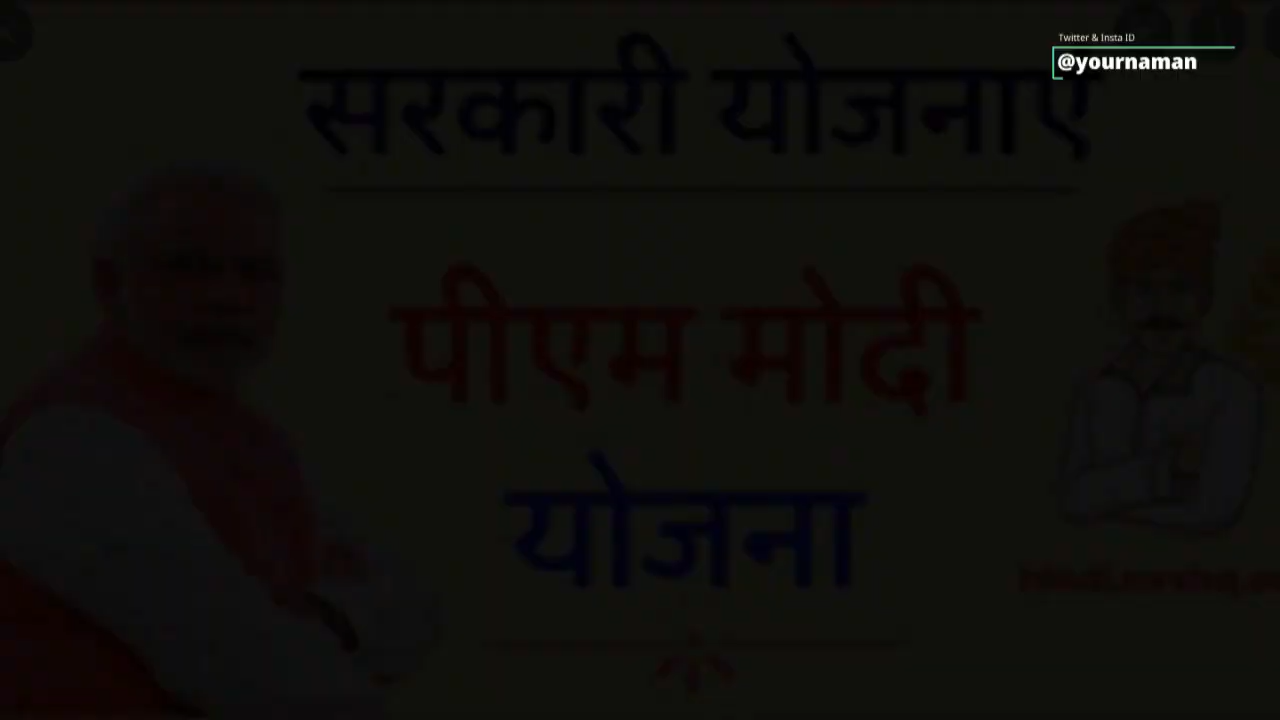 Twitter & Insta ID
@yournaman
सरकारी योजनाएं
पीएम मोदी
योजना